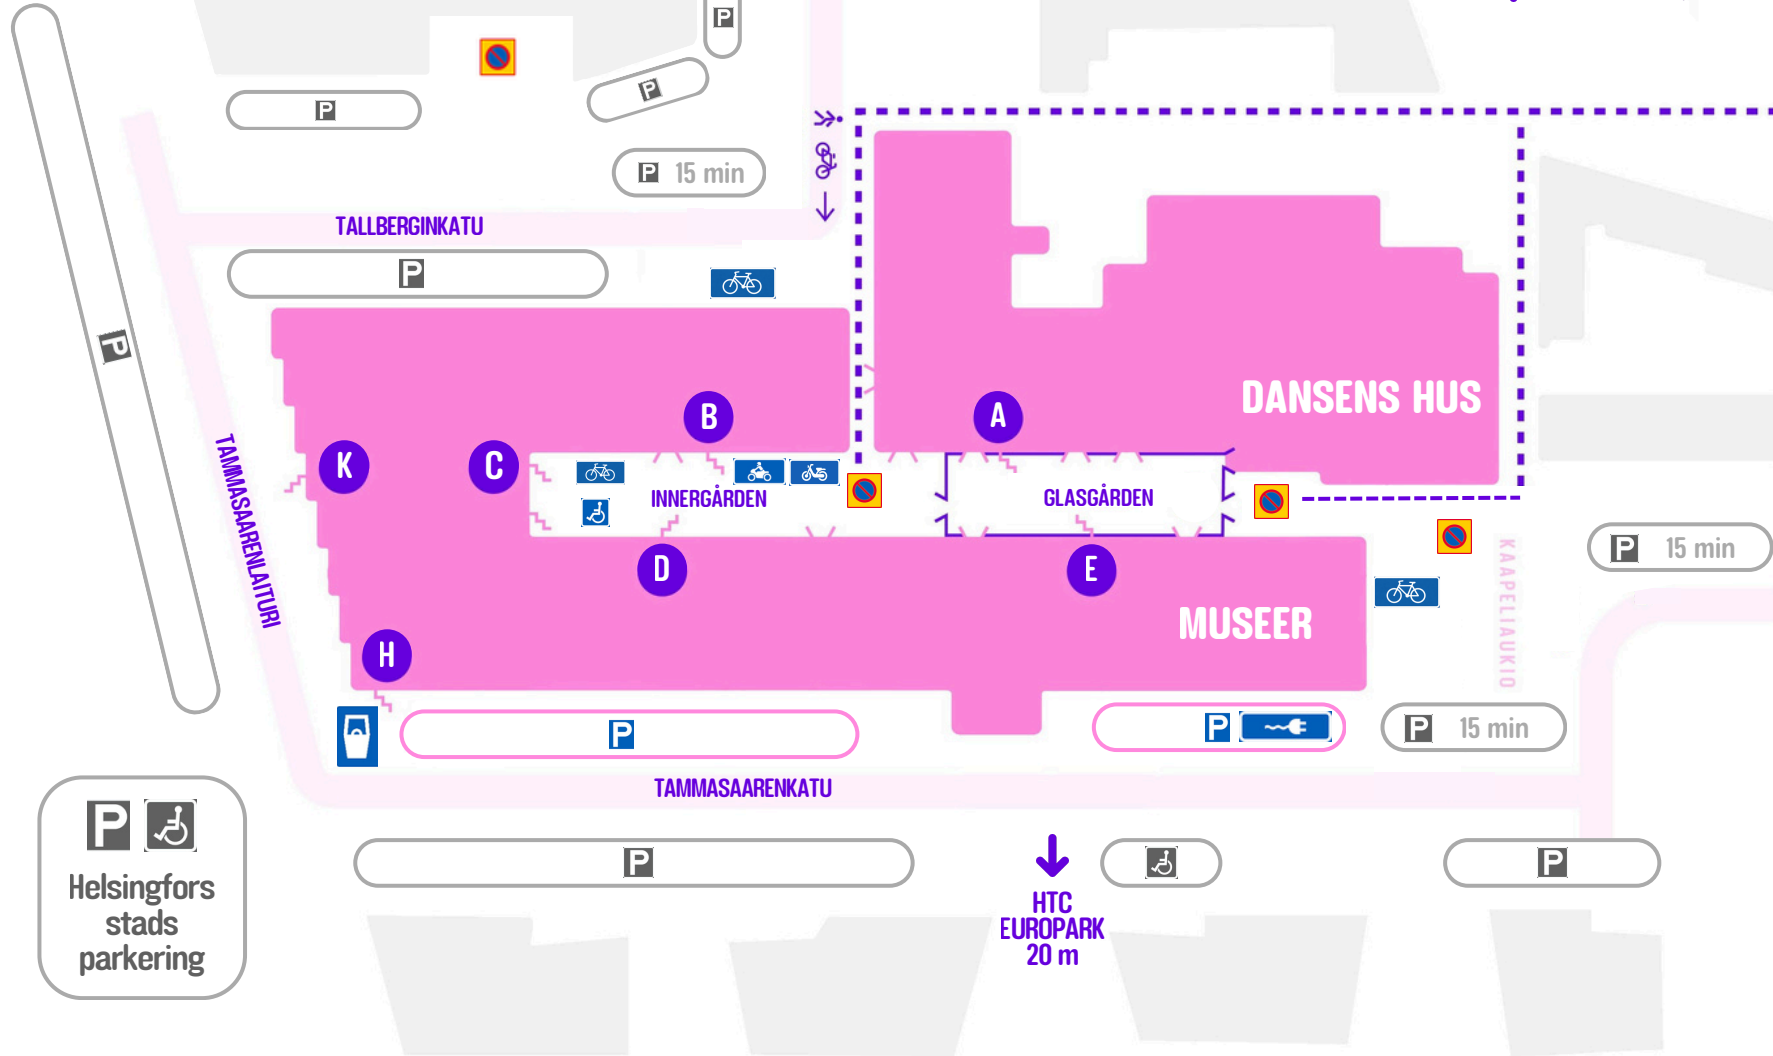 P
P
P
P 15 min
TALLBERGINKATU
P
P
DANSENS HUS
B
A
K
C
INNERGÅRDEN
GLASGÅRDEN
TAMMASAARENLAITURI
D
E
P 15 min
KAAPELIAUKIO
MUSEER
H
P
P
P 15 min
TAMMASAARENKATU
P
Helsingfors
stads
parkering
P
P
HTC
EUROPARK
20 m